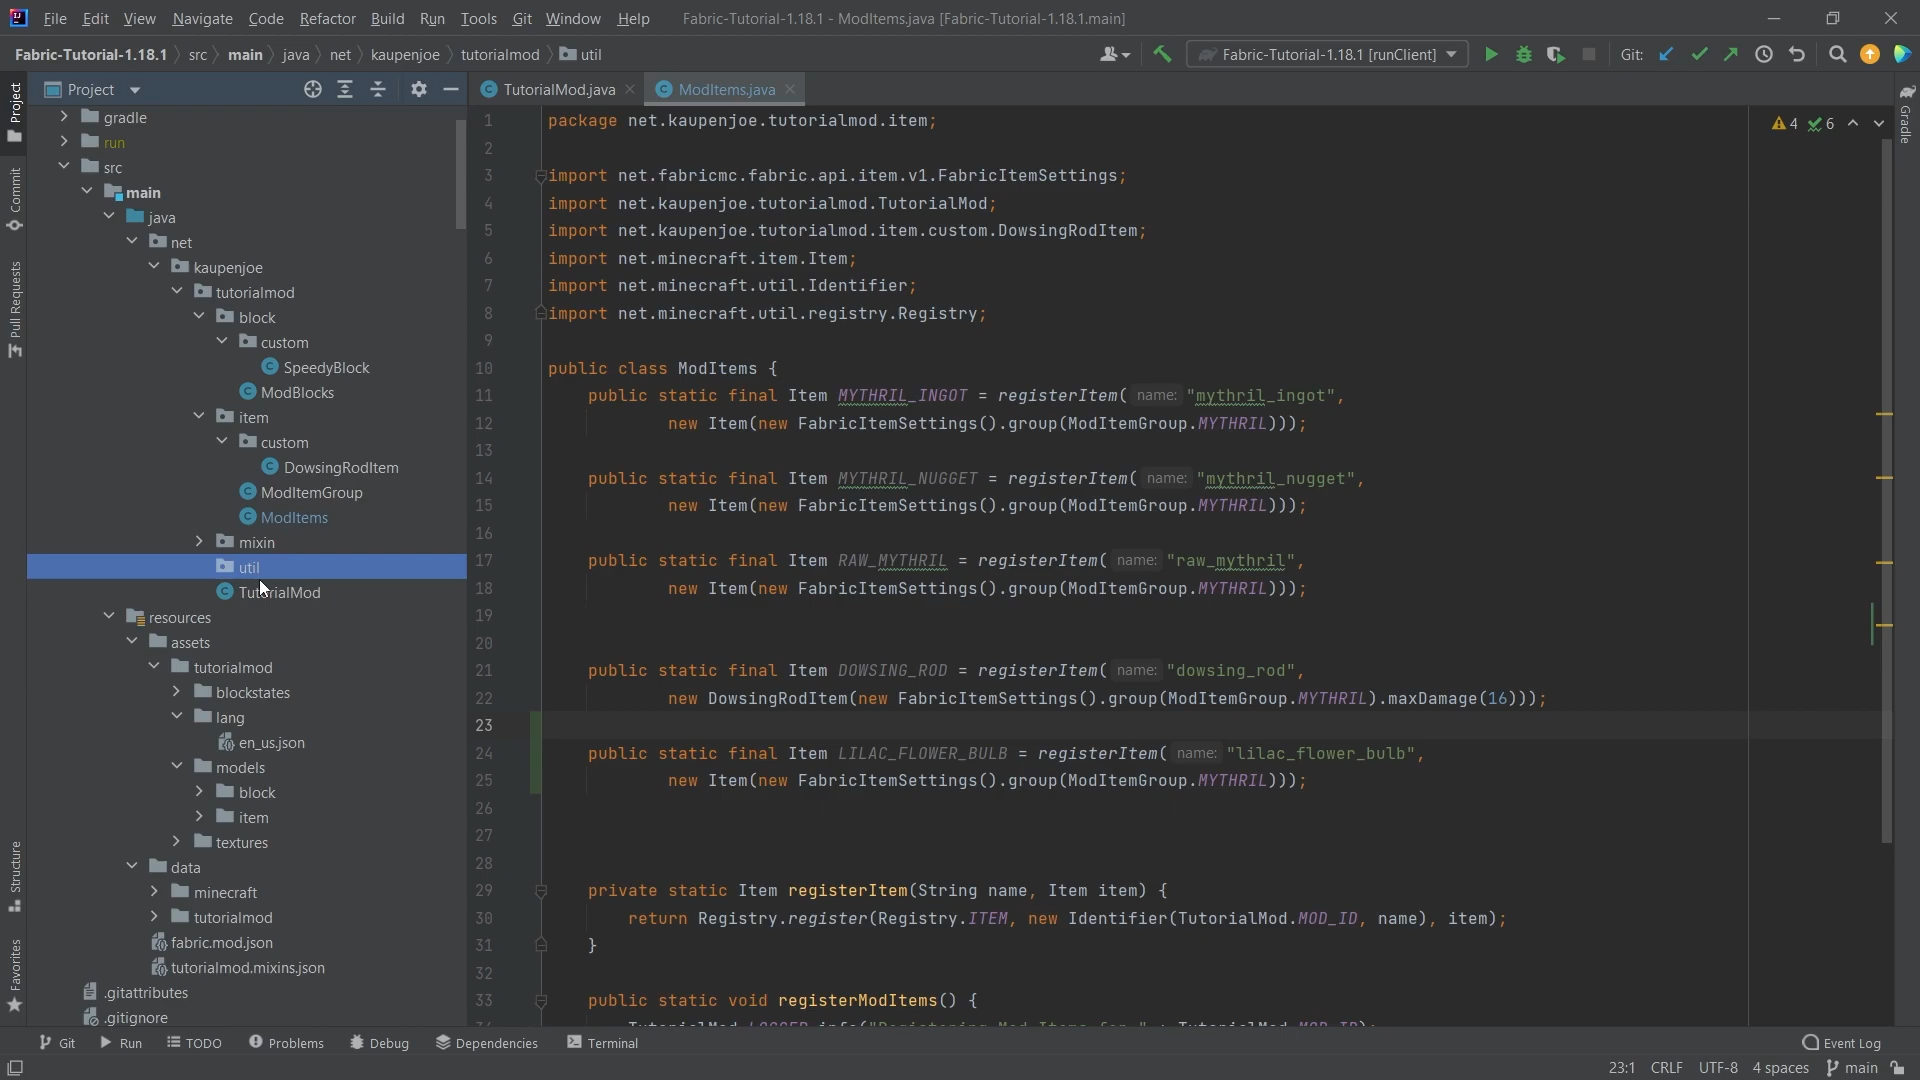 File Edit View Navigate Code Refactor Build Run Tools Git Window Help Fabric-Tutorial-1.18.1 - ModItems.java [Fabric-Tutorial-1.18.1.main]
Fabric-Tutorial-1.18.1 src main java net kaupenjoe tutorialmod util Fabric-Tutorial-1.18.1 [runClient] Git:
Project TutorialMod.java ModItems.java
Project
Commit
Pull Requests
Structure
Favorites
gradle
run
src
main
java
net
kaupenjoe
tutorialmod
block
custom
SpeedyBlock
ModBlocks
item
custom
DowsingRodItem
ModItemGroup
ModItems
mixin
util
TutorialMod
resources
assets
tutorialmod
blockstates
lang
en_us.json
models
block
item
textures
data
minecraft
tutorialmod
fabric.mod.json
tutorialmod.mixins.json
.gitattributes
.gitignore
1 package net.kaupenjoe.tutorialmod.item;
2
3 import net.fabricmc.fabric.api.item.v1.FabricItemSettings;
4 import net.kaupenjoe.tutorialmod.TutorialMod;
5 import net.kaupenjoe.tutorialmod.item.custom.DowsingRodItem;
6 import net.minecraft.item.Item;
7 import net.minecraft.util.Identifier;
8 import net.minecraft.util.registry.Registry;
9
10 public class ModItems {
11 public static final Item MYTHRIL_INGOT = registerItem( name: "mythril_ingot",
12 new Item(new FabricItemSettings().group(ModItemGroup.MYTHRIL)));
13
14 public static final Item MYTHRIL_NUGGET = registerItem( name: "mythril_nugget",
15 new Item(new FabricItemSettings().group(ModItemGroup.MYTHRIL)));
16
17 public static final Item RAW_MYTHRIL = registerItem( name: "raw_mythril",
18 new Item(new FabricItemSettings().group(ModItemGroup.MYTHRIL)));
19
20
21 public static final Item DOWSING_ROD = registerItem( name: "dowsing_rod",
22 new DowsingRodItem(new FabricItemSettings().group(ModItemGroup.MYTHRIL).maxDamage(16)));
23
24 public static final Item LILAC_FLOWER_BULB = registerItem( name: "lilac_flower_bulb",
25 new Item(new FabricItemSettings().group(ModItemGroup.MYTHRIL)));
26
27
28
29 private static Item registerItem(String name, Item item) {
30 return Registry.register(Registry.ITEM, new Identifier(TutorialMod.MOD_ID, name), item);
31 }
32
33 public static void registerModItems() {
4 6
Gradle
Git Run TODO Problems Debug Dependencies Terminal Event Log
23:1 CRLF UTF-8 4 spaces main